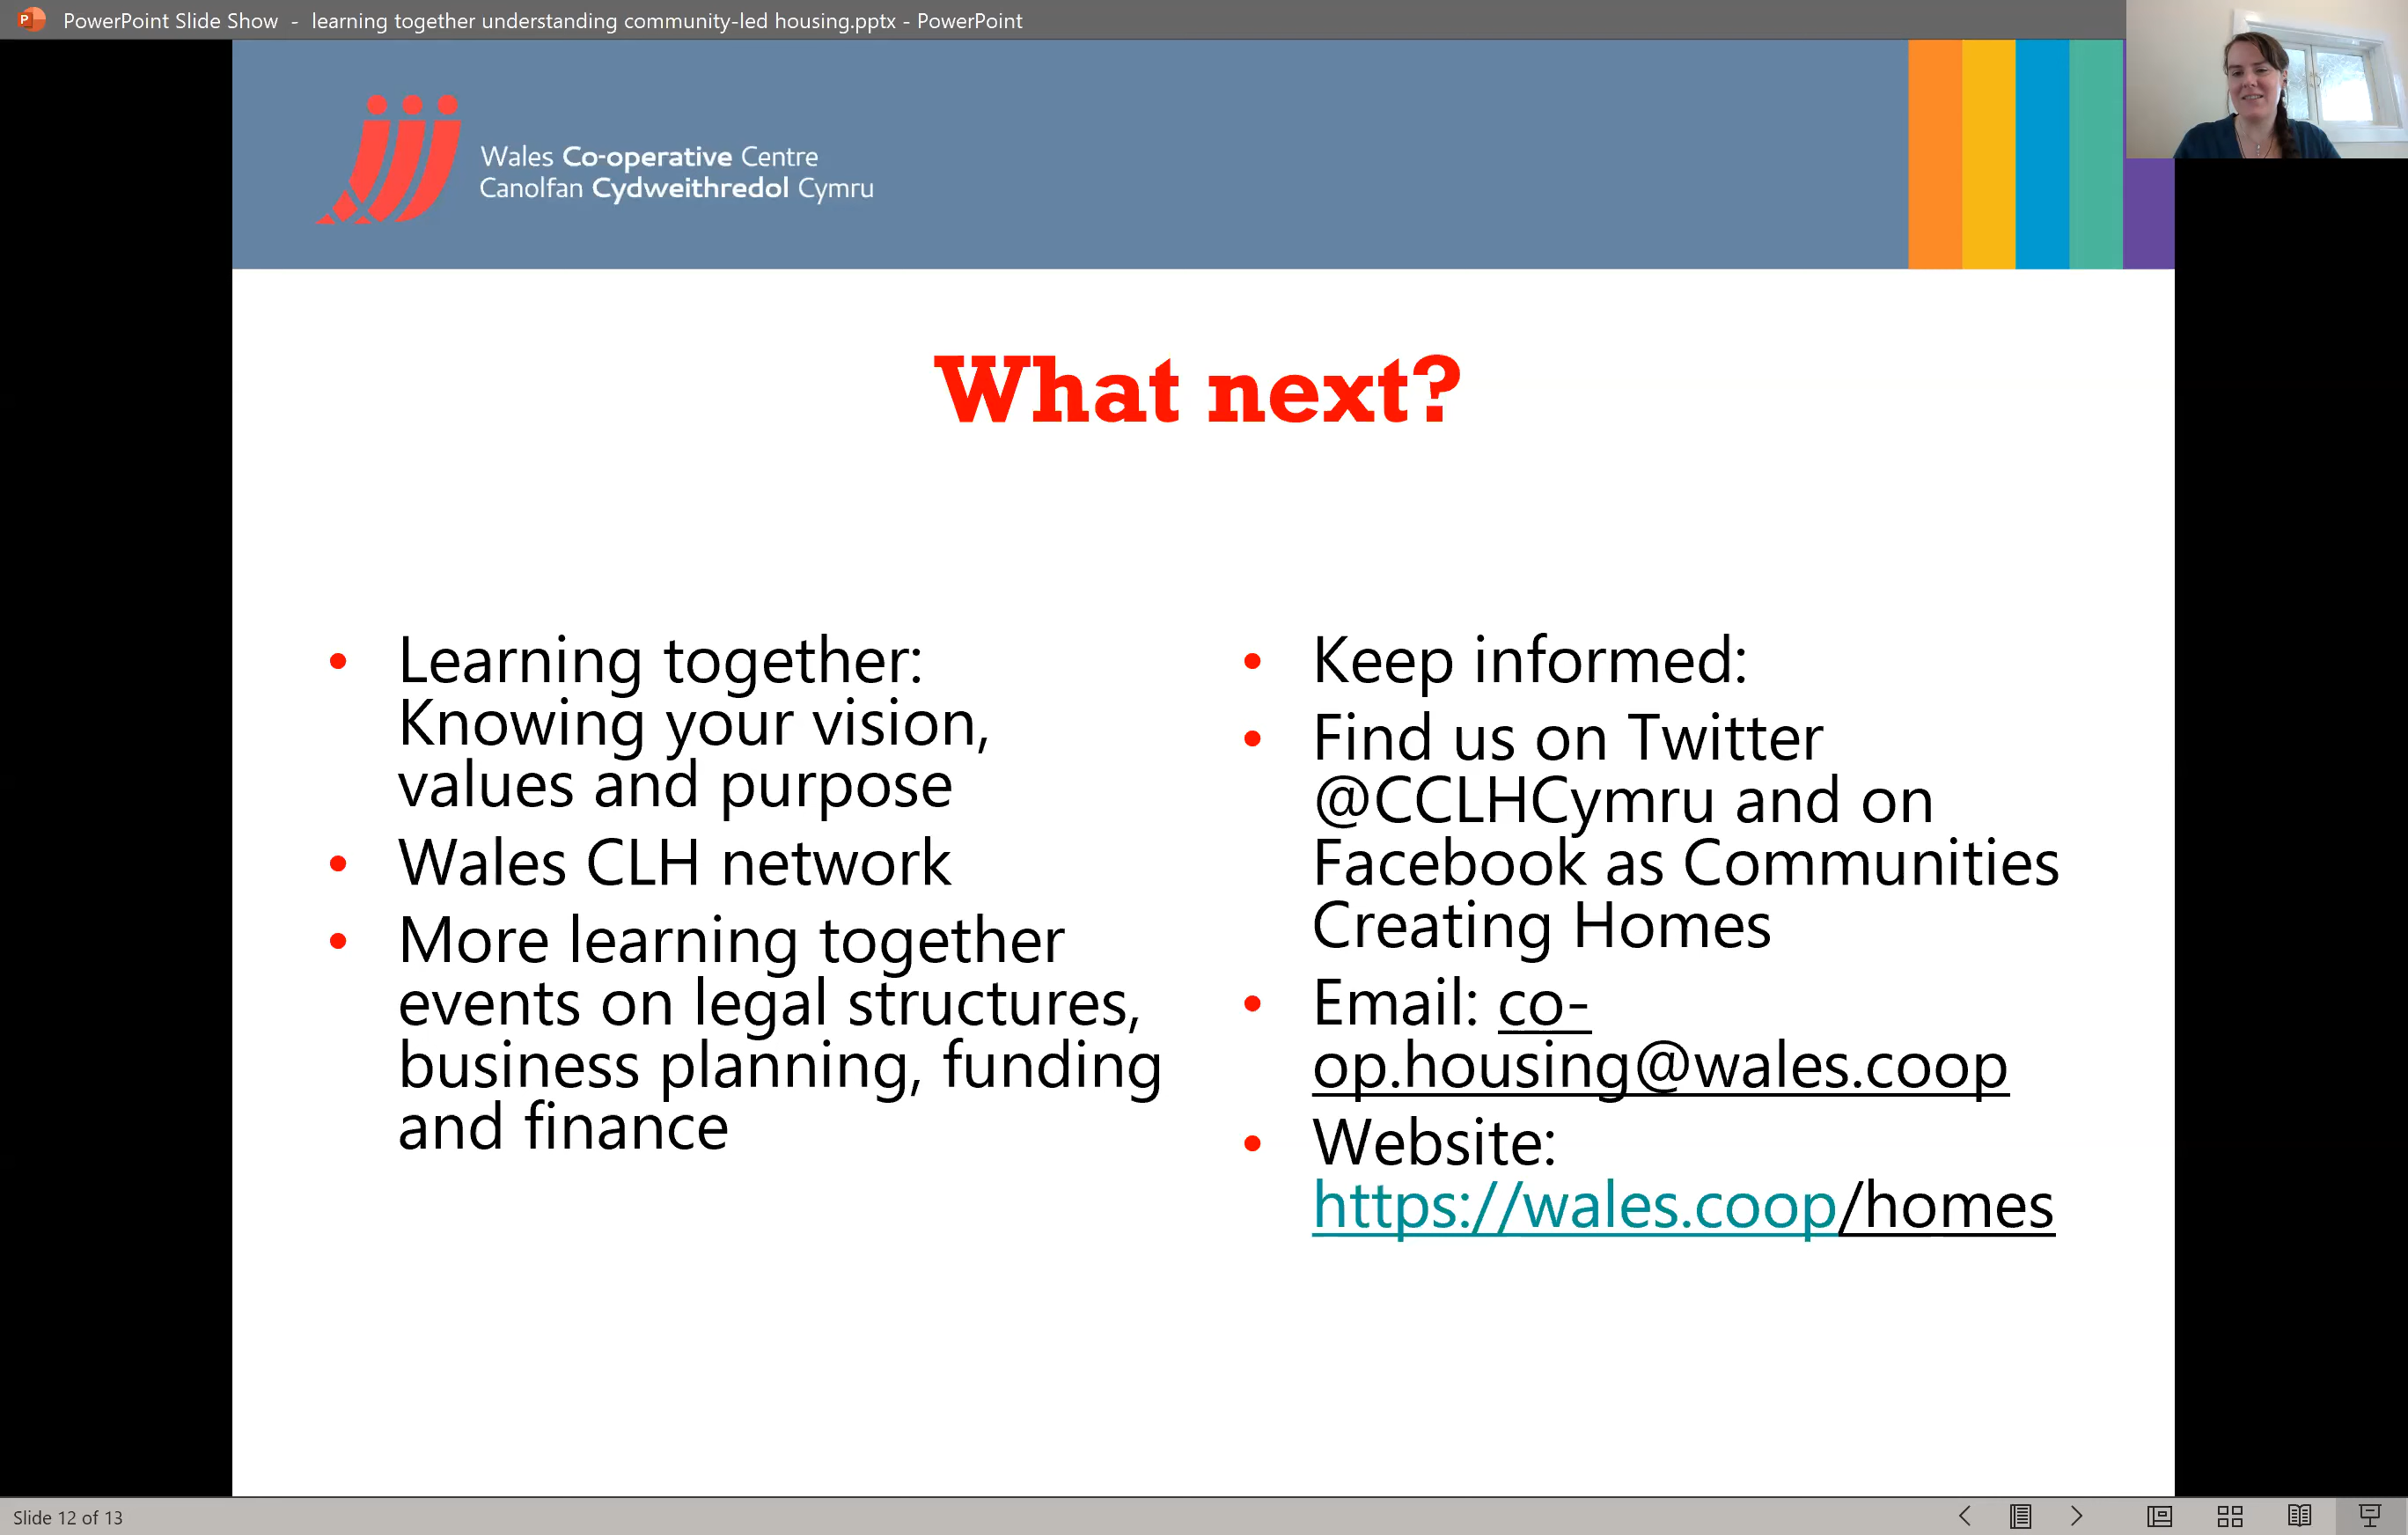 PowerPoint Slide Show - learning together understanding community-led housing.pptx - PowerPoint
Wales Co-operative Centre
Canolfan Cydweithredol Cymru
What next?
• Learning together:
Knowing your vision,
values and purpose
• Wales CLH network
• More learning together
events on legal structures,
business planning, funding
and finance
• Keep informed:
• Find us on Twitter
@CCLHCymru and on
Facebook as Communities
Creating Homes
• Email: co-
op.housing@wales.coop
• Website:
https://wales.coop/homes
Slide 12 of 13